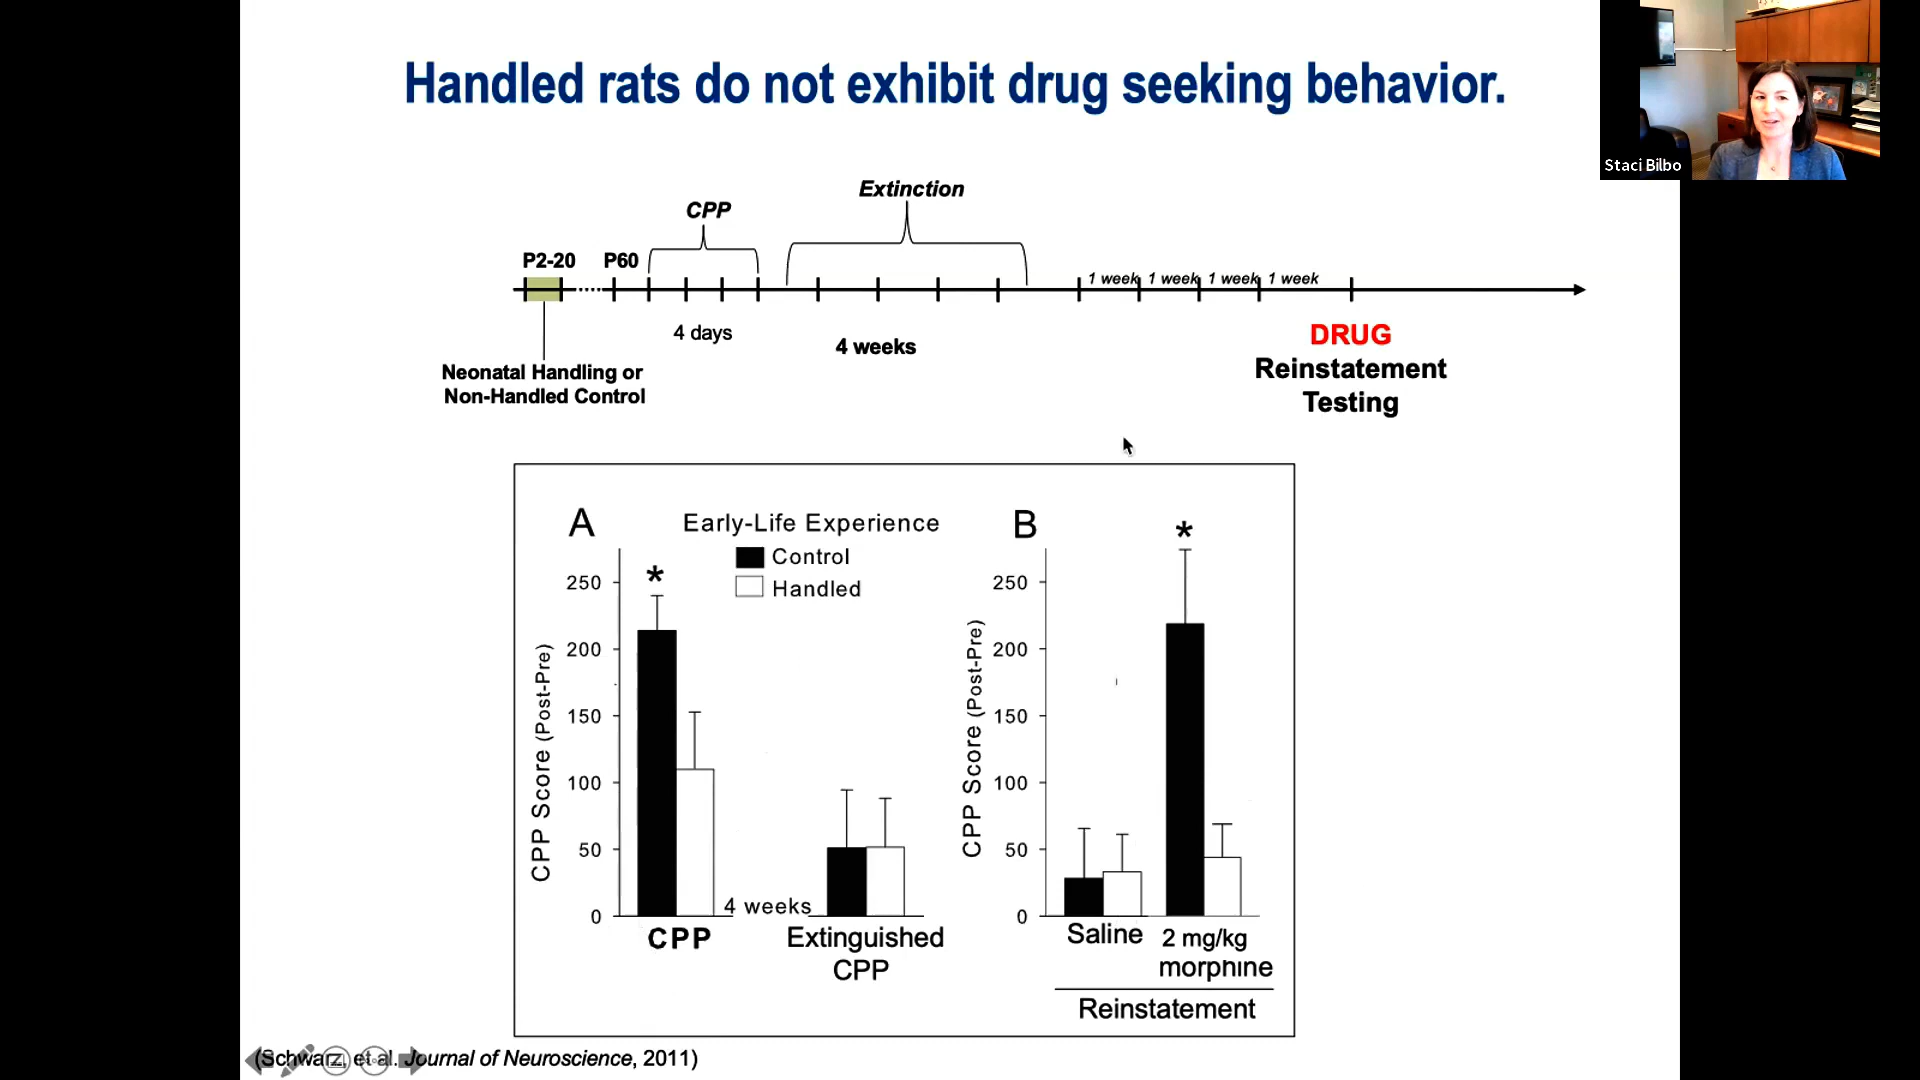 Handled rats do not exhibit drug seeking behavior.
Staci Bilbo
Extinction
CPP
P2-20
P60
1 week
1 week
1 week
1 week
4 days
4 weeks
DRUG
Reinstatement
Testing
Neonatal Handling or
Non-Handled Control
A
Early-Life Experience
Control
Handled
*
250
200
150
100
50
0
CPP Score (Post-Pre)
4 weeks
CPP
Extinguished
CPP
B
*
250
200
150
100
50
0
CPP Score (Post-Pre)
Saline
2 mg/kg
morphine
Reinstatement
(Schwarz, et al. Journal of Neuroscience, 2011)